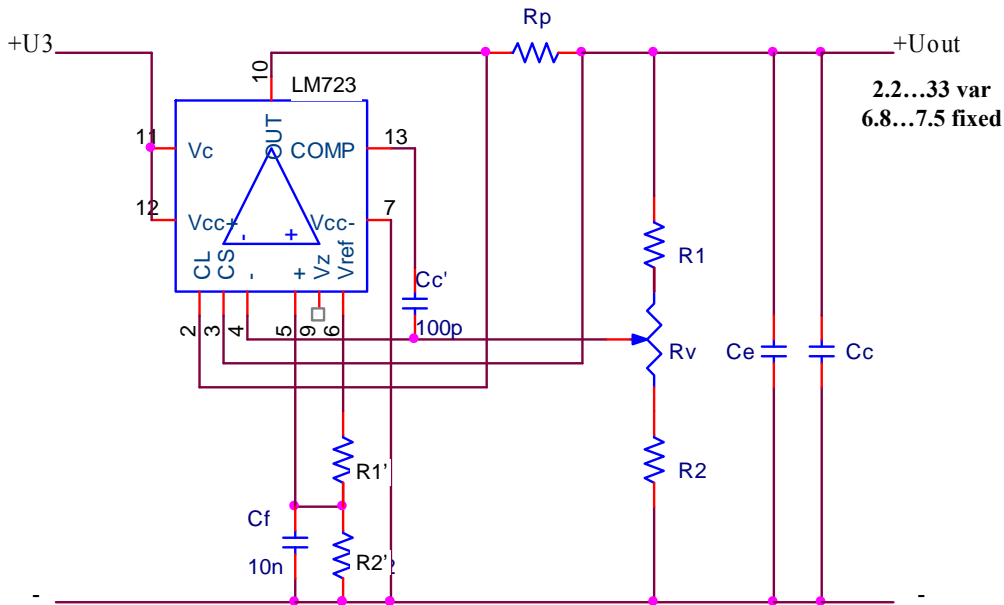 Rp
+U3
+Uout
10
LM723
2.2...33 var
6.8...7.5 fixed
OUT
11
Vc
COMP
13
12
Vcc+
Vcc-
7
-
+
CL
CS
-
+
Vz
Vref
2
3
4
5
9
6
Cc'
100p
R1
Rv
Ce
Cc
R2
R1'
Cf
10n
R2'
-
-